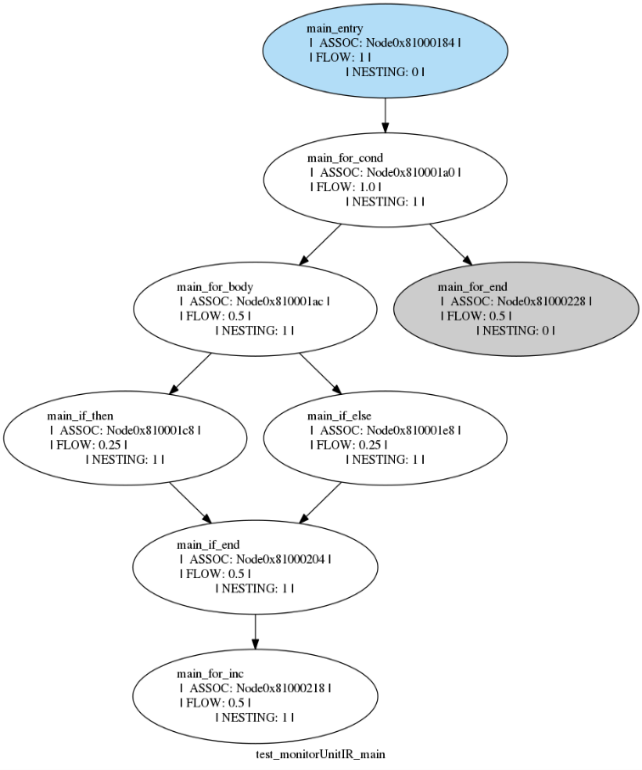 main_entry
| ASSOC: Node0x81000184 |
| FLOW: 1 |
| NESTING: 0 |
main_for_cond
| ASSOC: Node0x810001a0 |
| FLOW: 1.0 |
| NESTING: 1 |
main_for_body
| ASSOC: Node0x810001ac |
| FLOW: 0.5 |
| NESTING: 1 |
main_for_end
| ASSOC: Node0x81000228 |
| FLOW: 0.5 |
| NESTING: 0 |
main_if_then
| ASSOC: Node0x810001c8 |
| FLOW: 0.25 |
| NESTING: 1 |
main_if_else
| ASSOC: Node0x810001e8 |
| FLOW: 0.25 |
| NESTING: 1 |
main_if_end
| ASSOC: Node0x81000204 |
| FLOW: 0.5 |
| NESTING: 1 |
main_for_inc
| ASSOC: Node0x81000218 |
| FLOW: 0.5 |
| NESTING: 1 |
test_monitorUnitIR_main